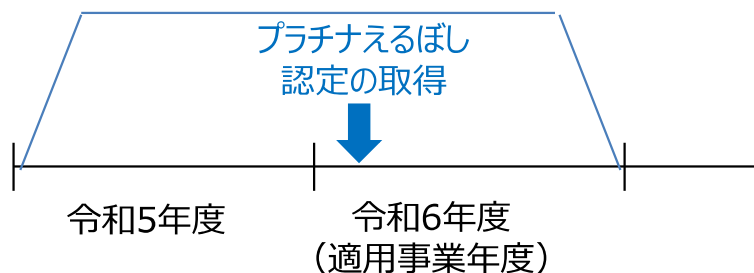 プラチナえるぼし
認定の取得
令和5年度
令和6年度
（適用事業年度）